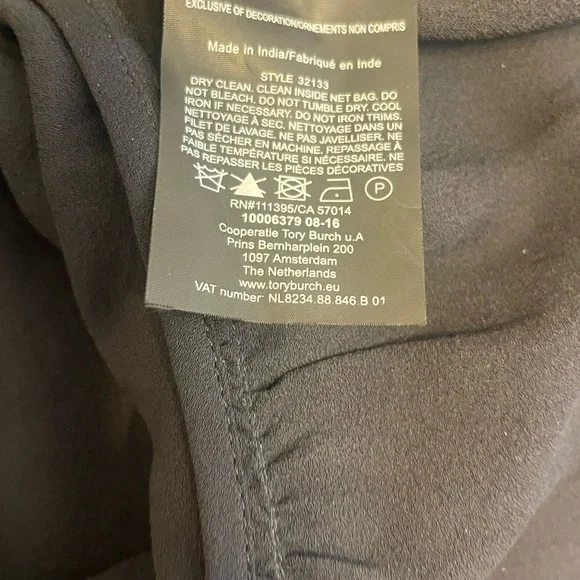 EXCLUSIVE OF DECORATION/ORNEMENTS NON COMPRIS
Made in India/Fabriqué en Inde
STYLE 32133
DRY CLEAN. CLEAN INSIDE NET BAG. DO
NOT BLEACH. DO NOT TUMBLE DRY. COOL
IRON IF NECESSARY. DO NOT IRON TRIMS.
NETTOYAGE À SEC. NETTOYAGE DANS UN
FILET DE LAVAGE. NE PAS JAVELLISER. NE
PAS SÉCHER EN MACHINE. REPASSAGE À
FAIBLE TEMPÉRATURE SI NÉCESSAIRE. NE
PAS REPASSER LES PIÈCES DÉCORATIVES
P
RN#111395/CA 57014
10006379 08-16
Cooperatie Tory Burch u.A
Prins Bernharplein 200
1097 Amsterdam
The Netherlands
www.toryburch.eu
VAT number: NL8234.88.846 B 01